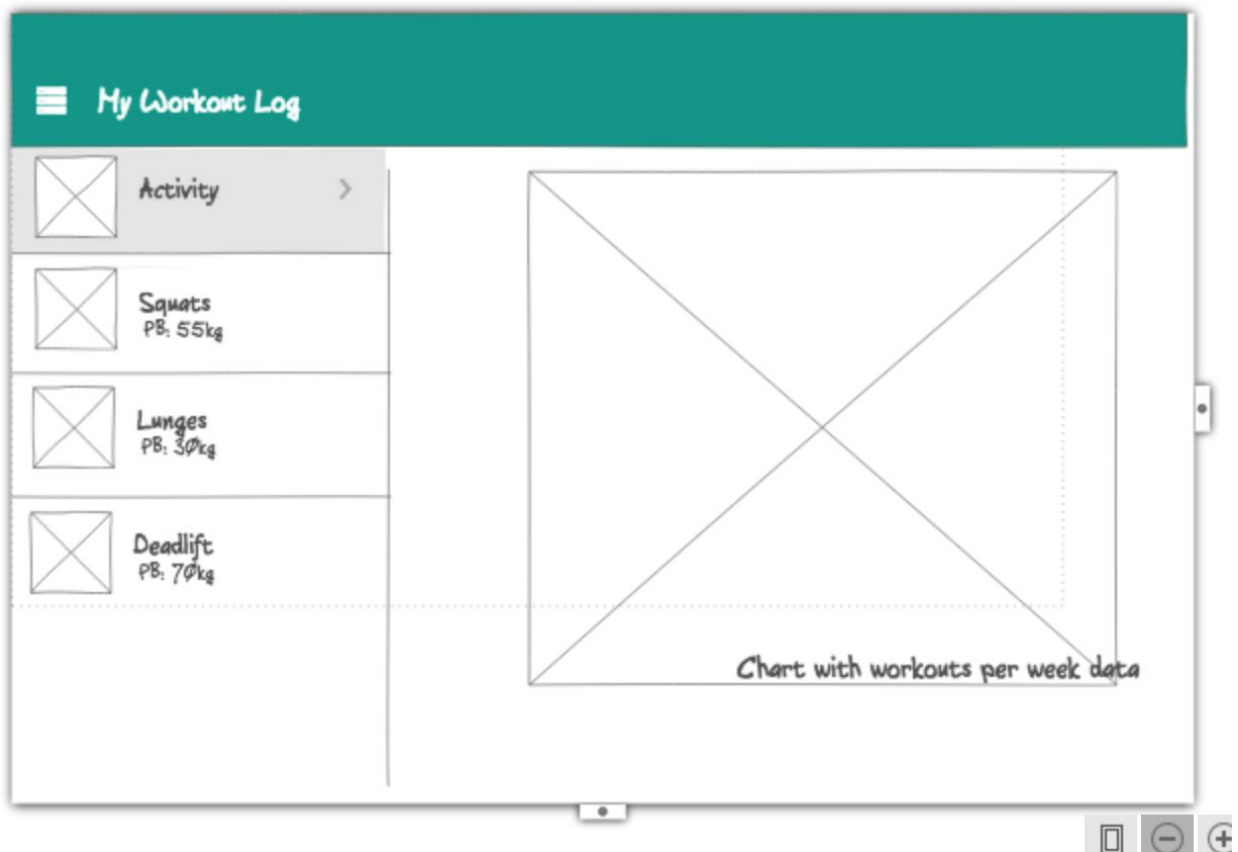 My Workout Log
Activity
Squats
PB: 55kg
Lunges
PB: 30kg
Deadlift
PB: 70kg
Chart with workouts per week data